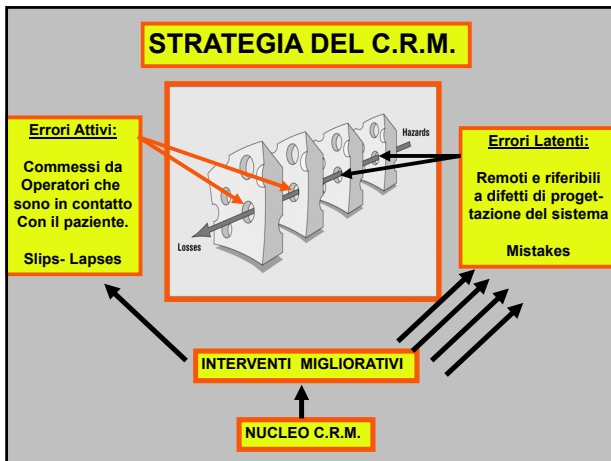 STRATEGIA DEL C.R.M.
Errori Attivi:
Commessi da
Operatori che
sono in contatto
Con il paziente.
Slips- Lapses
Hazards
Losses
Errori Latenti:
Remoti e riferibili
a difetti di proget-
tazione del sistema
Mistakes
INTERVENTI MIGLIORATIVI
NUCLEO C.R.M.